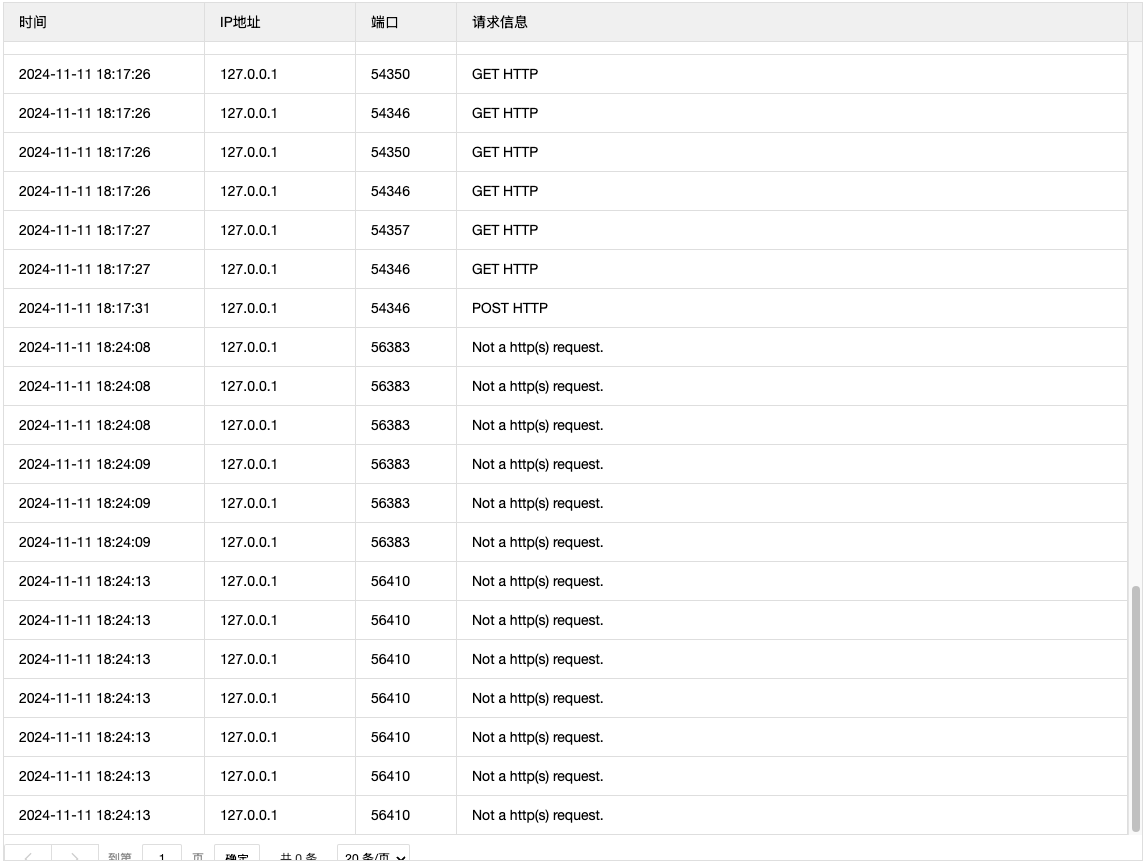 时间 IP地址 端口 请求信息
2024-11-11 18:17:26 127.0.0.1 54350 GET HTTP
2024-11-11 18:17:26 127.0.0.1 54346 GET HTTP
2024-11-11 18:17:26 127.0.0.1 54350 GET HTTP
2024-11-11 18:17:26 127.0.0.1 54346 GET HTTP
2024-11-11 18:17:27 127.0.0.1 54357 GET HTTP
2024-11-11 18:17:27 127.0.0.1 54346 GET HTTP
2024-11-11 18:17:31 127.0.0.1 54346 POST HTTP
2024-11-11 18:24:08 127.0.0.1 56383 Not a http(s) request.
2024-11-11 18:24:08 127.0.0.1 56383 Not a http(s) request.
2024-11-11 18:24:08 127.0.0.1 56383 Not a http(s) request.
2024-11-11 18:24:09 127.0.0.1 56383 Not a http(s) request.
2024-11-11 18:24:09 127.0.0.1 56383 Not a http(s) request.
2024-11-11 18:24:09 127.0.0.1 56383 Not a http(s) request.
2024-11-11 18:24:13 127.0.0.1 56410 Not a http(s) request.
2024-11-11 18:24:13 127.0.0.1 56410 Not a http(s) request.
2024-11-11 18:24:13 127.0.0.1 56410 Not a http(s) request.
2024-11-11 18:24:13 127.0.0.1 56410 Not a http(s) request.
2024-11-11 18:24:13 127.0.0.1 56410 Not a http(s) request.
2024-11-11 18:24:13 127.0.0.1 56410 Not a http(s) request.
2024-11-11 18:24:13 127.0.0.1 56410 Not a http(s) request.
到第 1 页 确定 共 0 条 20 条/页